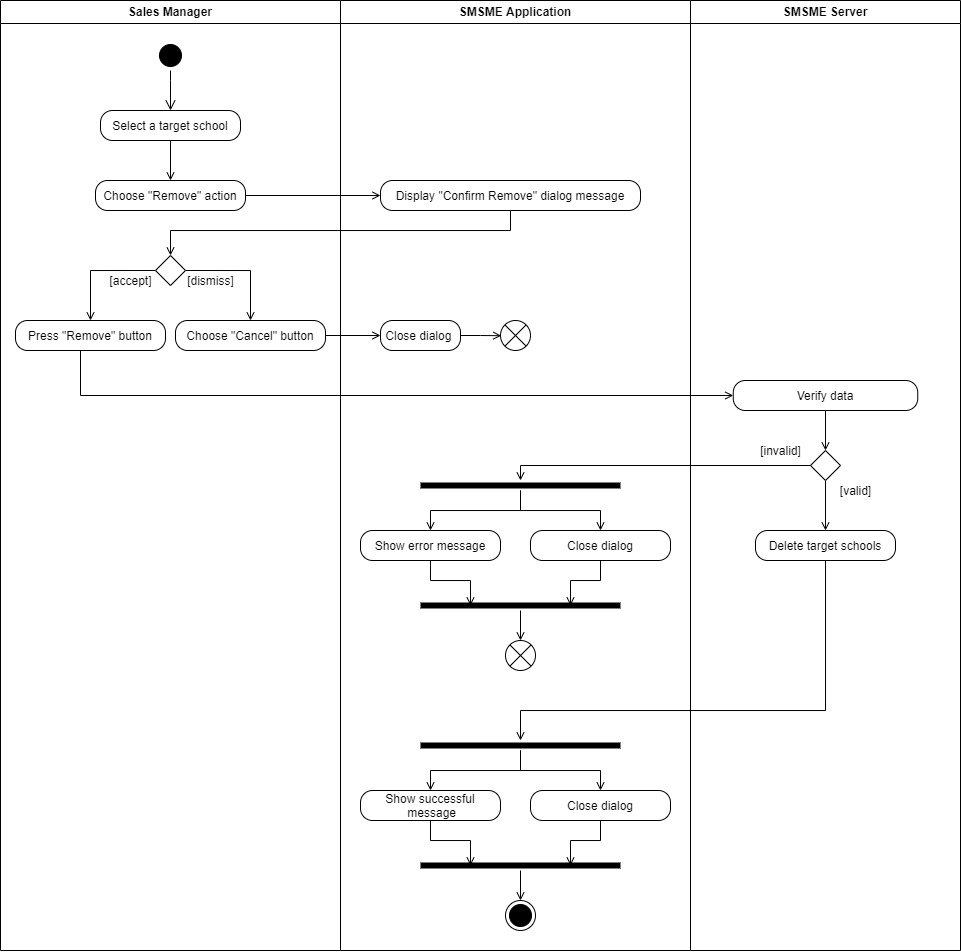 Sales Manager
SMSME Application
SMSME Server
Select a target school
Choose "Remove" action
Display "Confirm Remove" dialog message
[accept]
[dismiss]
Press "Remove" button
Choose "Cancel" button
Close dialog
Verify data
[invalid]
[valid]
Show error message
Close dialog
Delete target schools
Show successful
message
Close dialog